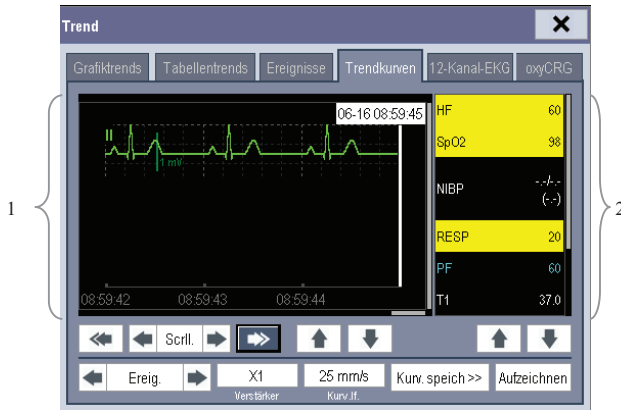 Trend
Grafiktrends Tabellentrends Ereignisse Trendkurven 12-Kanal-EKG oxyCRG
1
2
06-16 08:59:45
II
1 mV
08:59:42 08:59:43 08:59:44
HF 60
SpO2 98
NIBP -.-/-.-
(-.-)
RESP 20
PF 60
T1 37.0
Scrll.
Ereig. X1 25 mm/s Kurv. speich >> Aufzeichnen
Verstärker Kurv.lf.